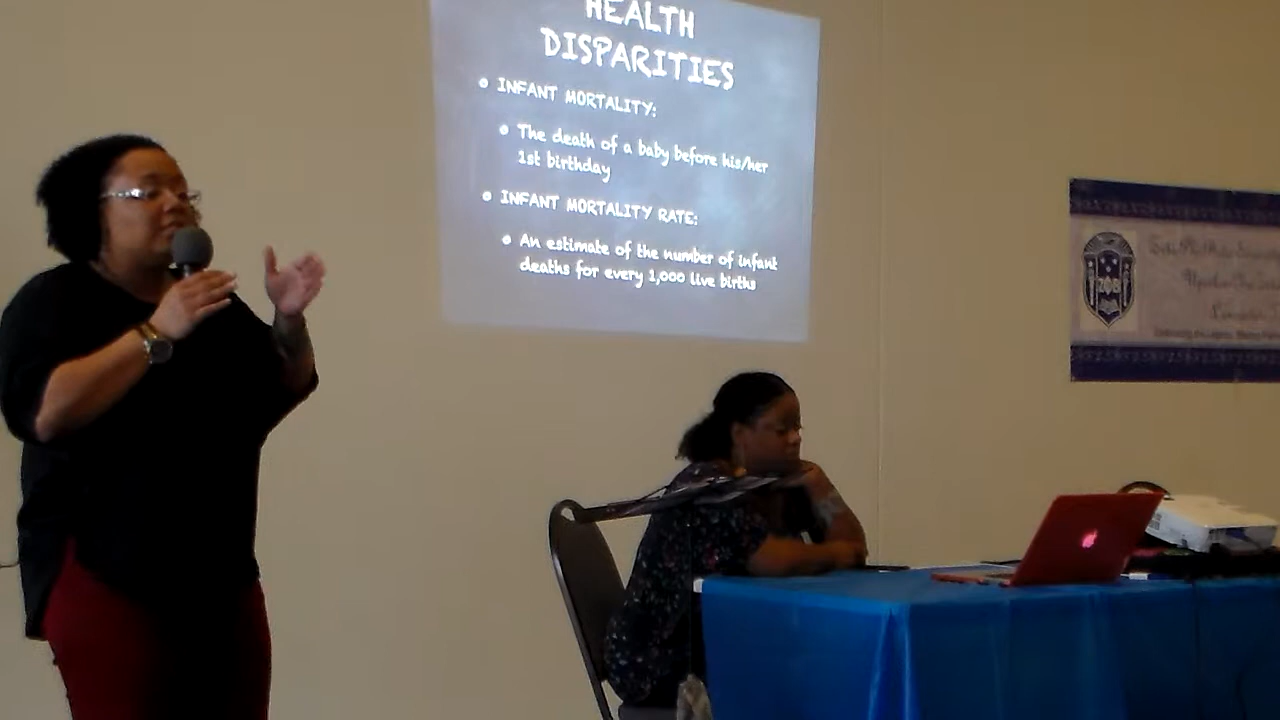 HEALTH
DISPARITIES
INFANT MORTALITY:
The death of a baby before his/her
1st birthday
INFANT MORTALITY RATE:
An estimate of the number of infant
deaths for every 1,000 live births
ΖΦΒ